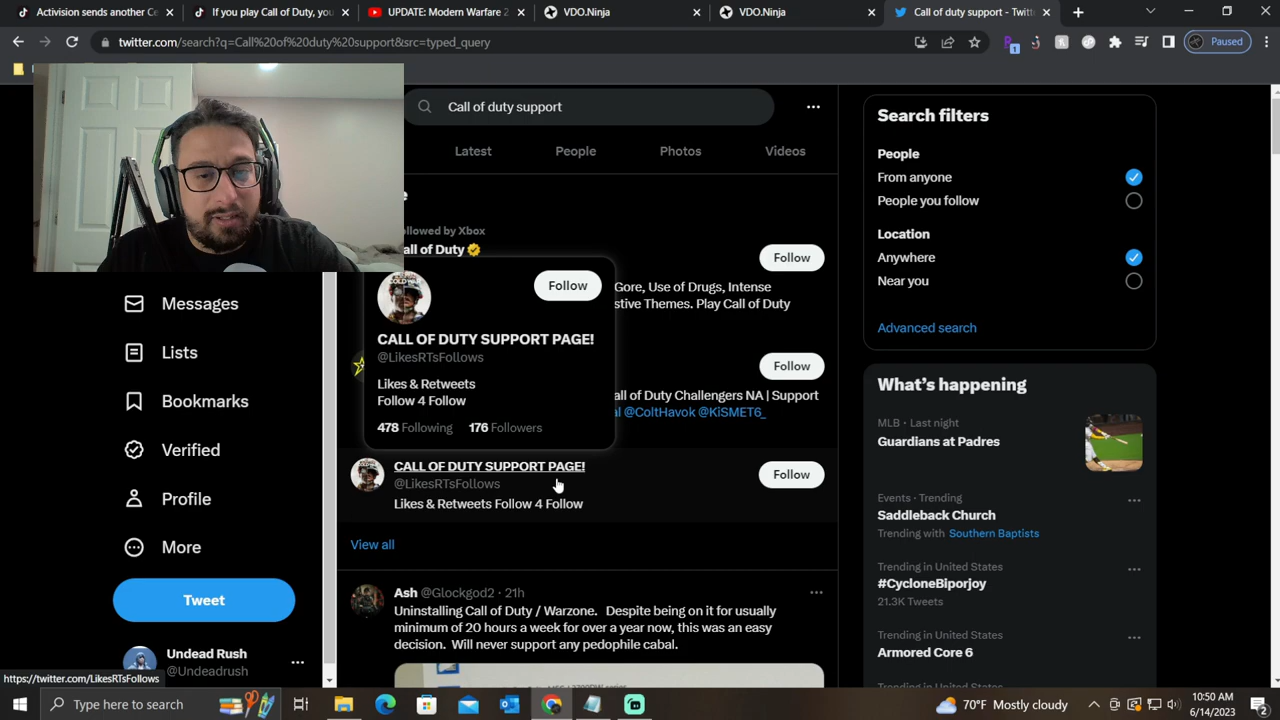 Activision sends another Ce
If you play Call of Duty, you
UPDATE: Modern Warfare 2
VDO.Ninja
VDO.Ninja
Call of duty support - Twitt
twitter.com/search?q=Call%20of%20duty%20support&src=typed_query
1
Paused
Call of duty support
Latest
People
Photos
Videos
ollowed by Xbox
all of Duty
Follow
Gore, Use of Drugs, Intense
stive Themes. Play Call of Duty
Follow
CALL OF DUTY SUPPORT PAGE!
@LikesRTsFollows
Likes & Retweets
Follow 4 Follow
478 Following 176 Followers
Follow
all of Duty Challengers NA | Support
al @ColtHavok @KiSMET6_
CALL OF DUTY SUPPORT PAGE!
@LikesRTsFollows
Likes & Retweets Follow 4 Follow
Follow
View all
Ash @Glockgod2 · 21h
Uninstalling Call of Duty / Warzone. Despite being on it for usually
minimum of 20 hours a week for over a year now, this was an easy
decision. Will never support any pedophile cabal.
Messages
Lists
Bookmarks
Verified
Profile
More
Tweet
Undead Rush
@Undeadrush
https://twitter.com/LikesRTsFollows
Search filters
People
From anyone
People you follow
Location
Anywhere
Near you
Advanced search
What's happening
MLB · Last night
Guardians at Padres
Events · Trending
Saddleback Church
Trending with Southern Baptists
Trending in United States
#CycloneBiporjoy
21.3K Tweets
Trending in United States
Armored Core 6
Type here to search
70°F Mostly cloudy
10:50 AM
6/14/2023
2